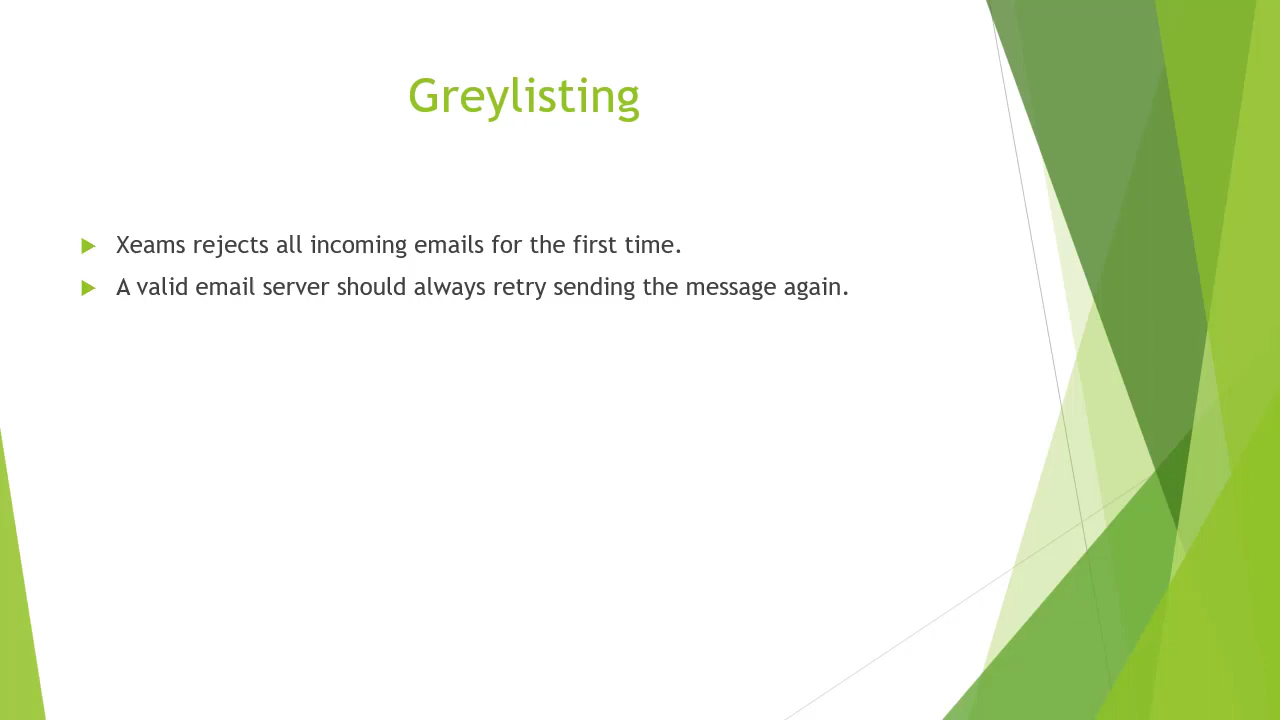 Greylisting
Xeams rejects all incoming emails for the first time.
A valid email server should always retry sending the message again.